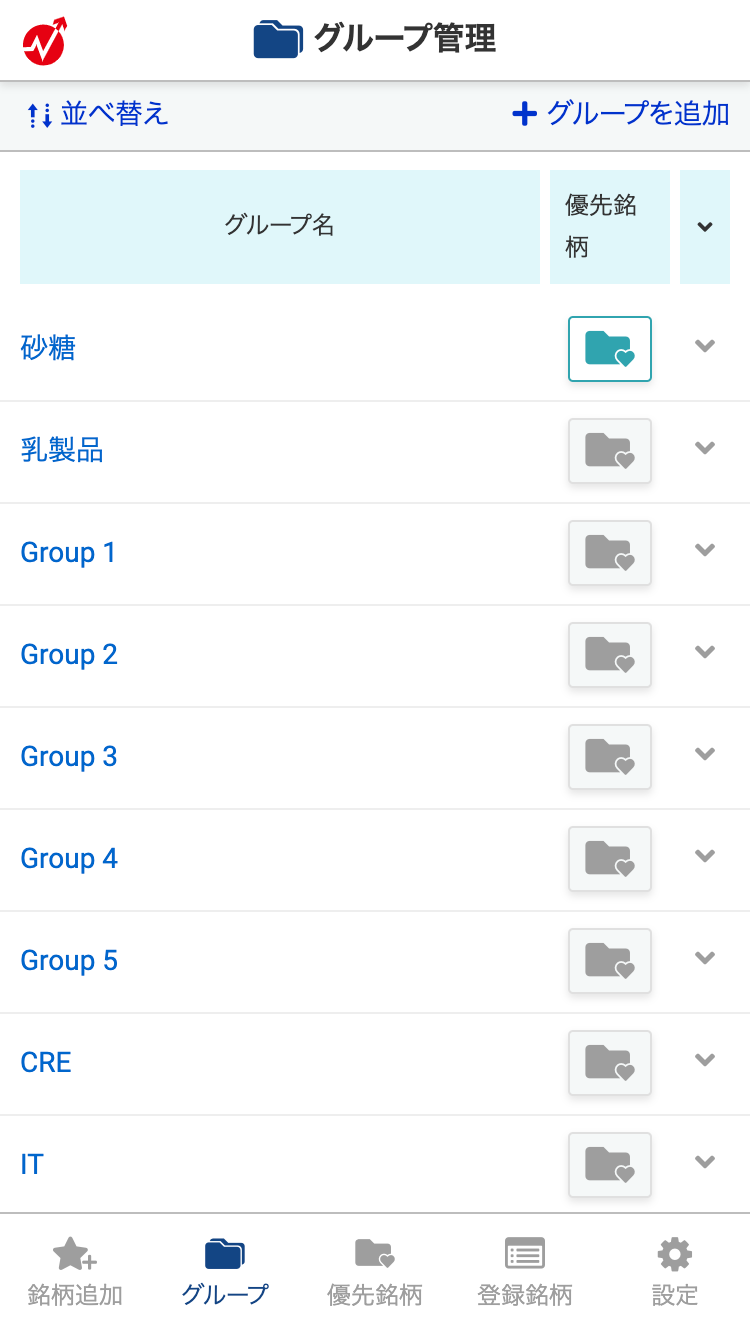 グループ管理
並べ替え
グループを追加
グループ名
優先銘
柄
砂糖
乳製品
Group 1
Group 2
Group 3
Group 4
Group 5
CRE
IT
銘柄追加
グループ
優先銘柄
登録銘柄
設定